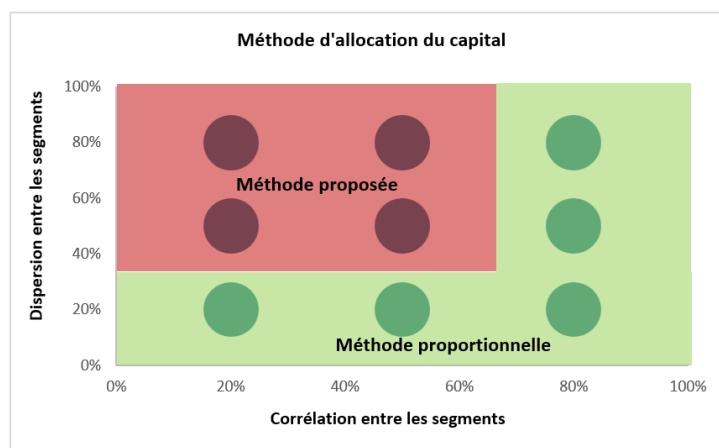 Méthode d'allocation du capital
Dispersion entre les segments
100%
80%
60%
40%
20%
0%
Méthode proposée
Méthode proportionnelle
0%
20%
40%
60%
80%
100%
Corrélation entre les segments